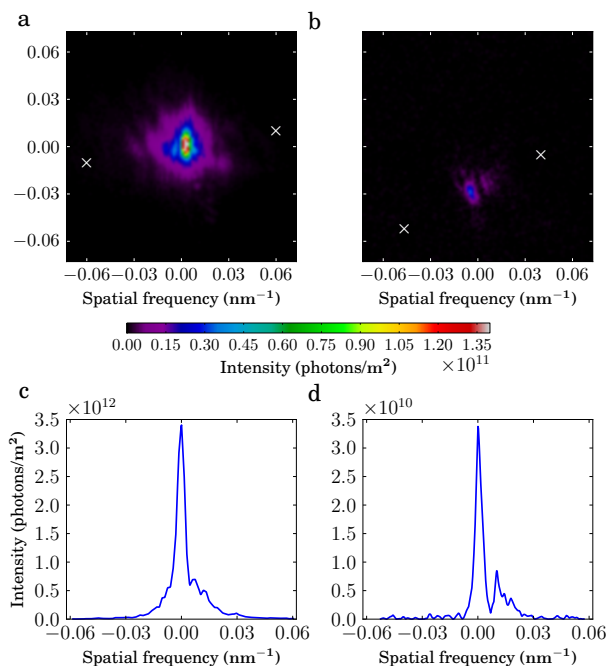 a
b
0.06
0.03
0.00
−0.03
−0.06
−0.06 −0.03 0.00 0.03 0.06
−0.06 −0.03 0.00 0.03 0.06
Spatial frequency (nm⁻¹)
Spatial frequency (nm⁻¹)
0.00 0.15 0.30 0.45 0.60 0.75 0.90 1.05 1.20 1.35
Intensity (photons/m²) ×10¹¹
c
d
×10¹²
×10¹⁰
3.5
3.0
2.5
2.0
1.5
1.0
0.5
0.0
Intensity (photons/m²)
−0.06 −0.03 0.00 0.03 0.06
Spatial frequency (nm⁻¹)
3.5
3.0
2.5
2.0
1.5
1.0
0.5
0.0
−0.06 −0.03 0.00 0.03 0.06
Spatial frequency (nm⁻¹)